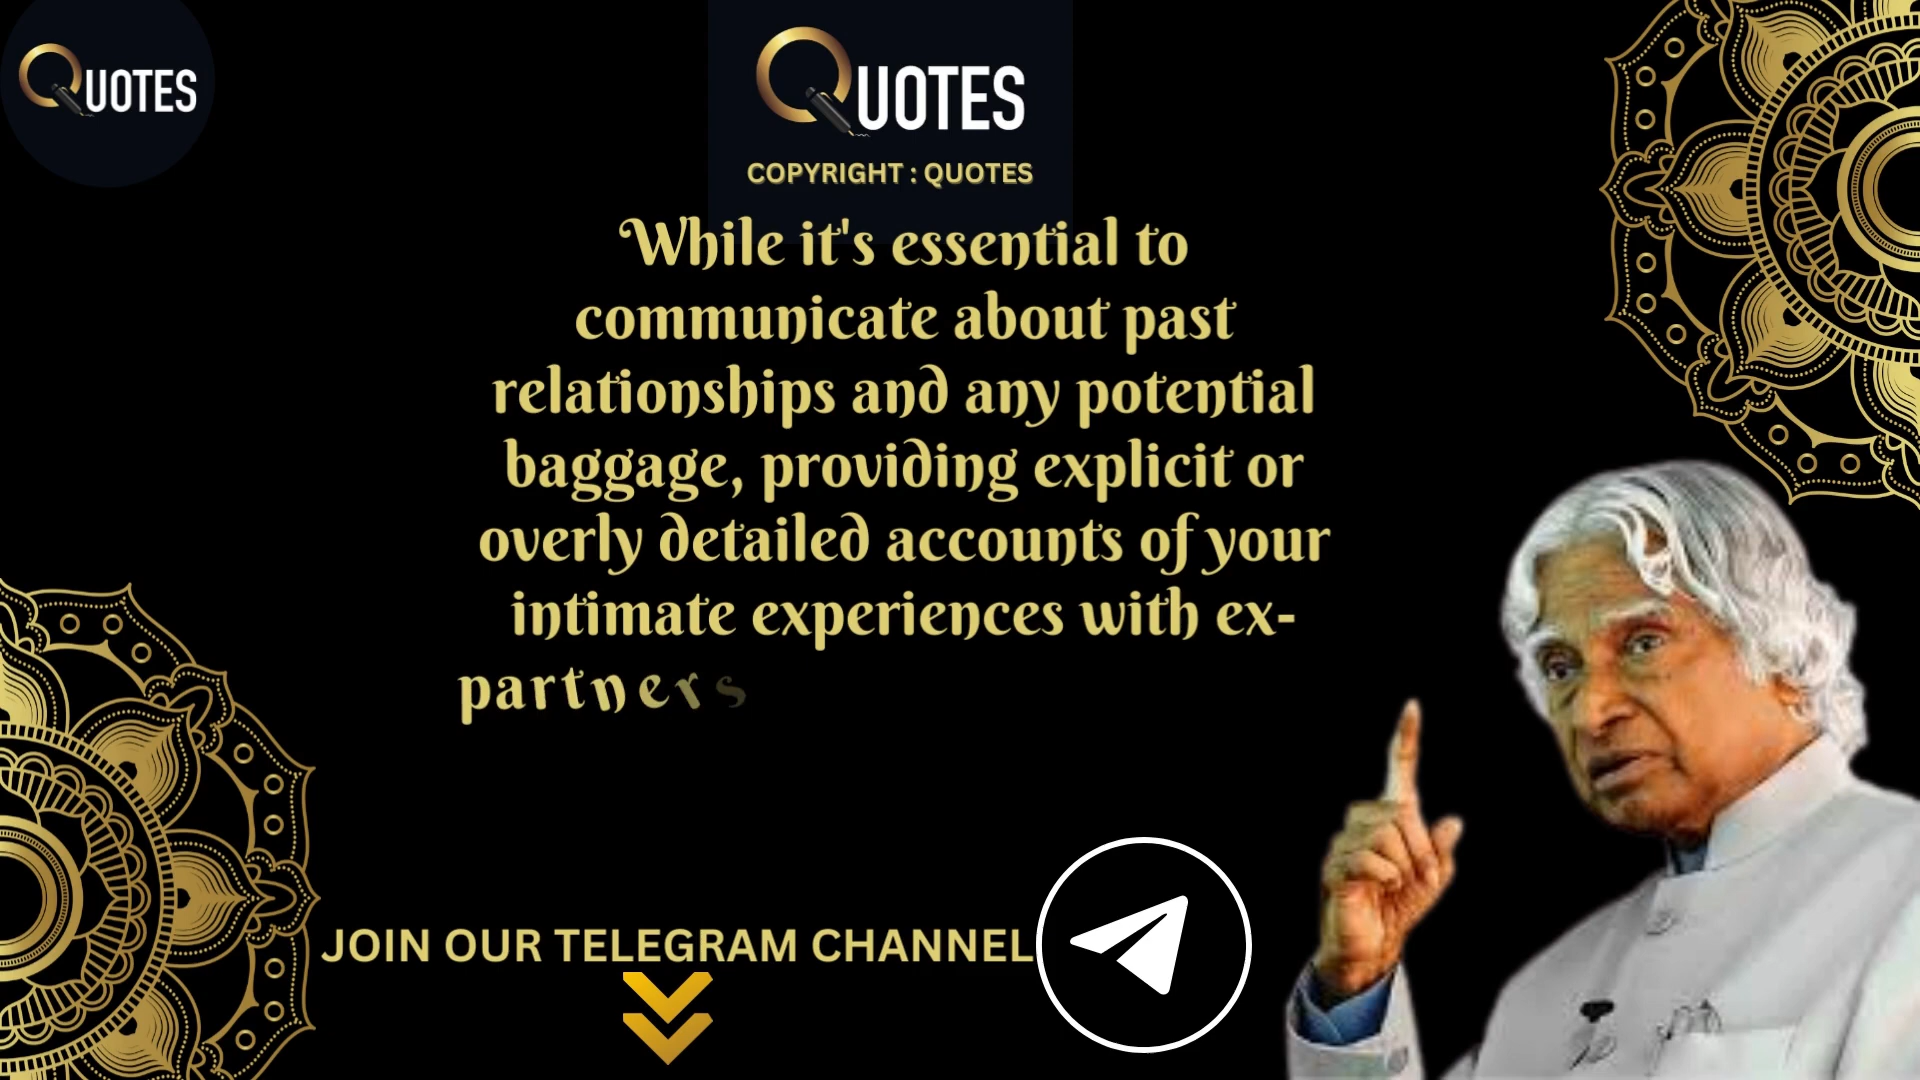 QUOTES
QUOTES
COPYRIGHT : QUOTES
While it's essential to
communicate about past
relationships and any potential
baggage, providing explicit or
overly detailed accounts of your
intimate experiences with ex-
partners
JOIN OUR TELEGRAM CHANNEL